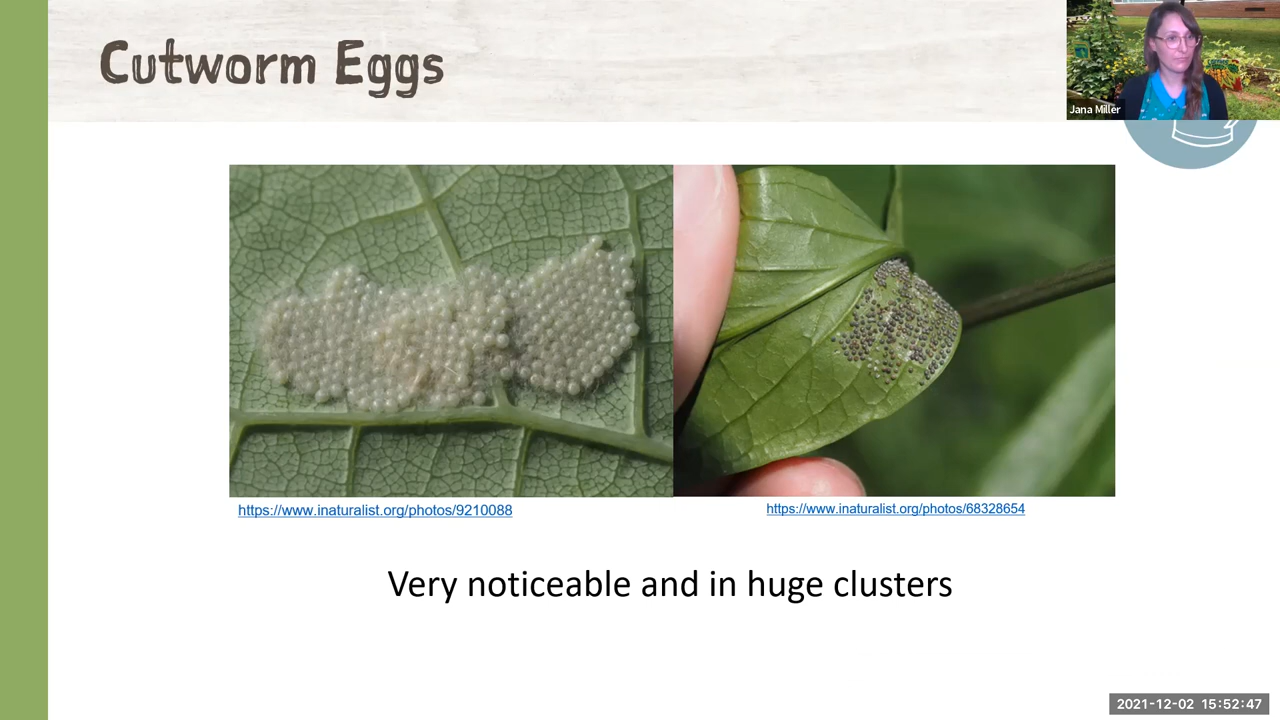 Cutworm Eggs
Jana Miller
https://www.inaturalist.org/photos/9210088
https://www.inaturalist.org/photos/68328654
Very noticeable and in huge clusters
2021-12-02 15:52:47